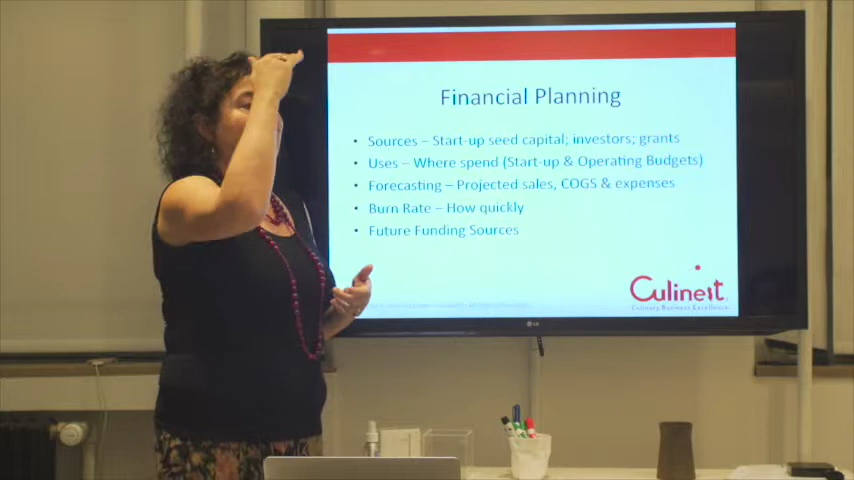 Financial Planning
• Sources – Start-up seed capital; investors; grants
• Uses – Where spend (Start-up & Operating Budgets)
• Forecasting – Projected sales, COGS & expenses
• Burn Rate – How quickly
• Future Funding Sources
Culinest
Culinary Business Excellence
LG